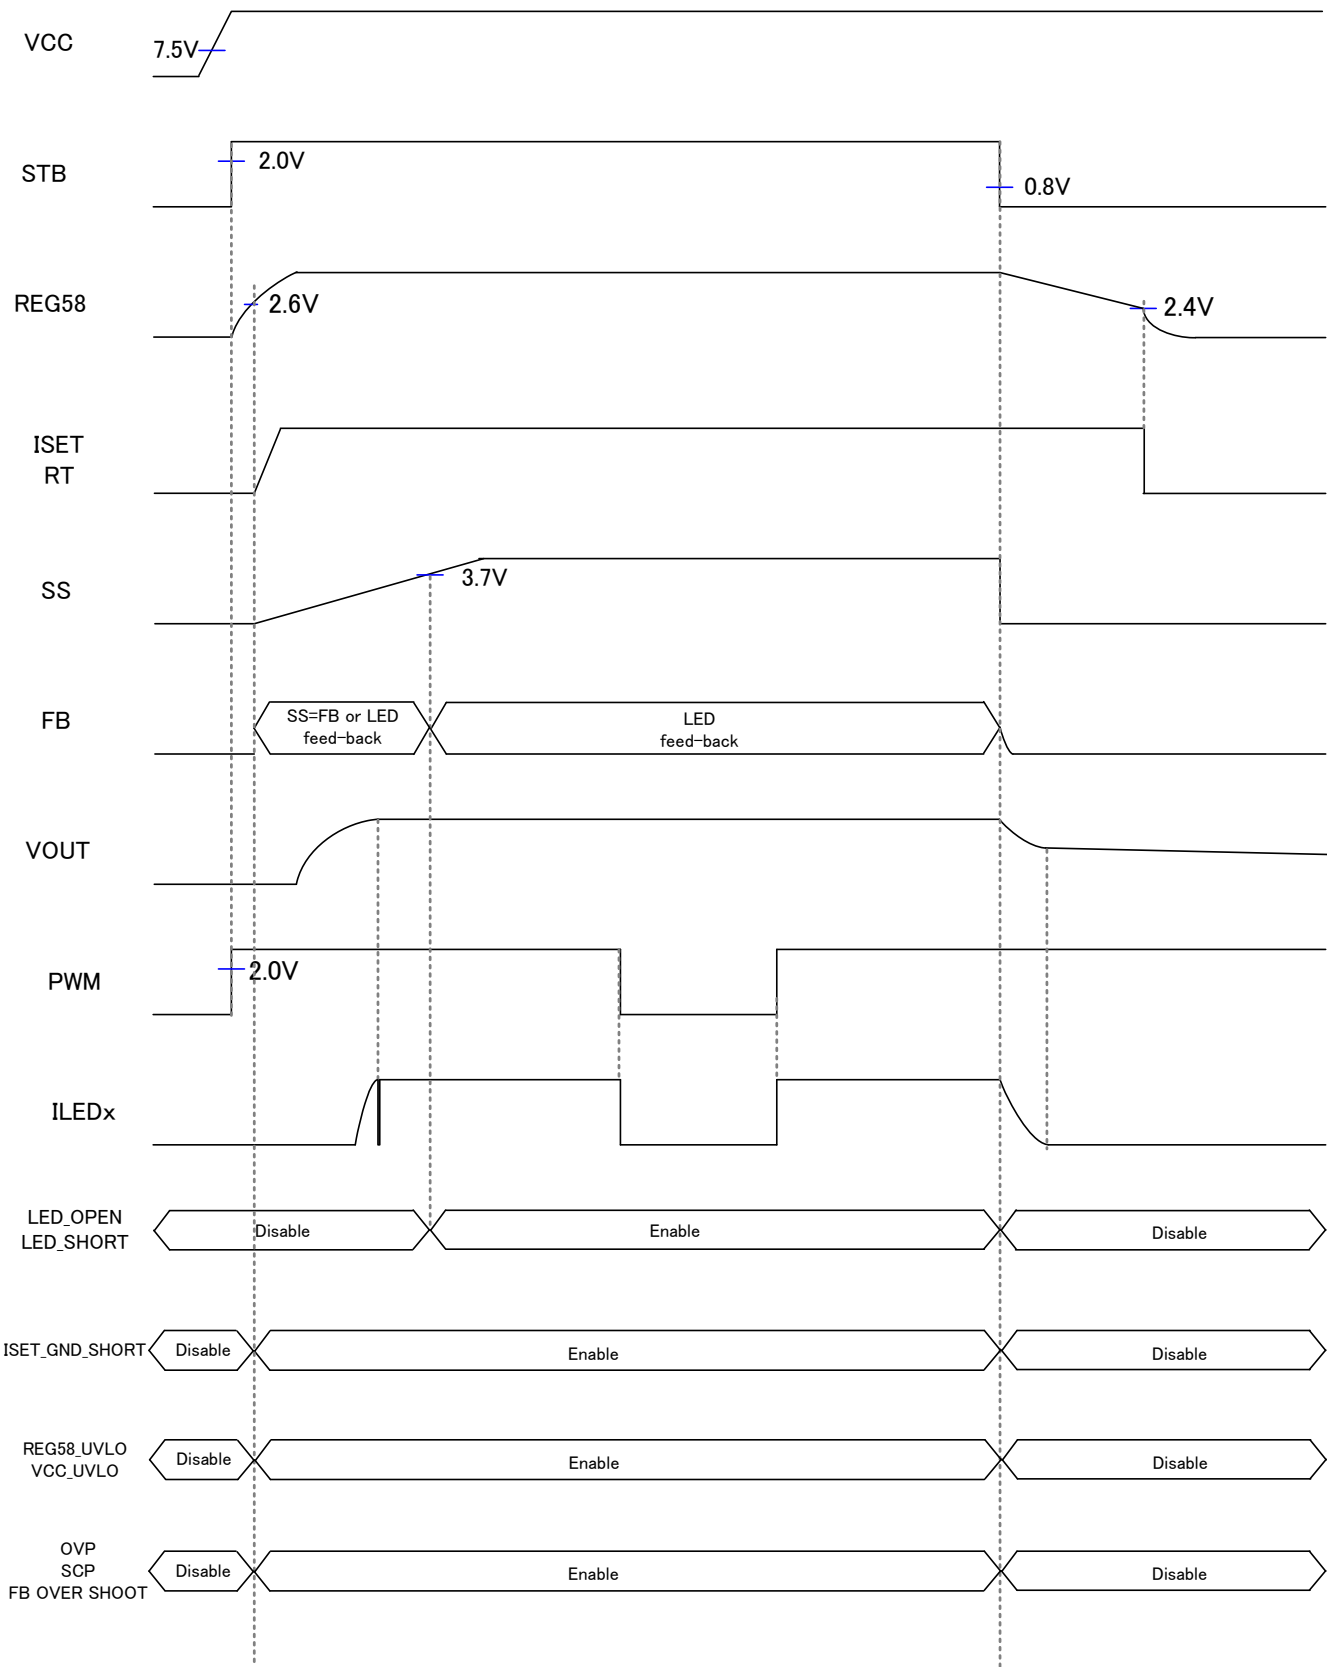 VCC
7.5V
STB
2.0V
0.8V
REG58
2.6V
2.4V
ISET
RT
SS
3.7V
FB
SS=FB or LED
feed-back
LED
feed-back
VOUT
PWM
2.0V
ILEDx
LED_OPEN
LED_SHORT
Disable
Enable
Disable
ISET_GND_SHORT
Disable
Enable
Disable
REG58_UVLO
VCC_UVLO
Disable
Enable
Disable
OVP
SCP
FB OVER SHOOT
Disable
Enable
Disable